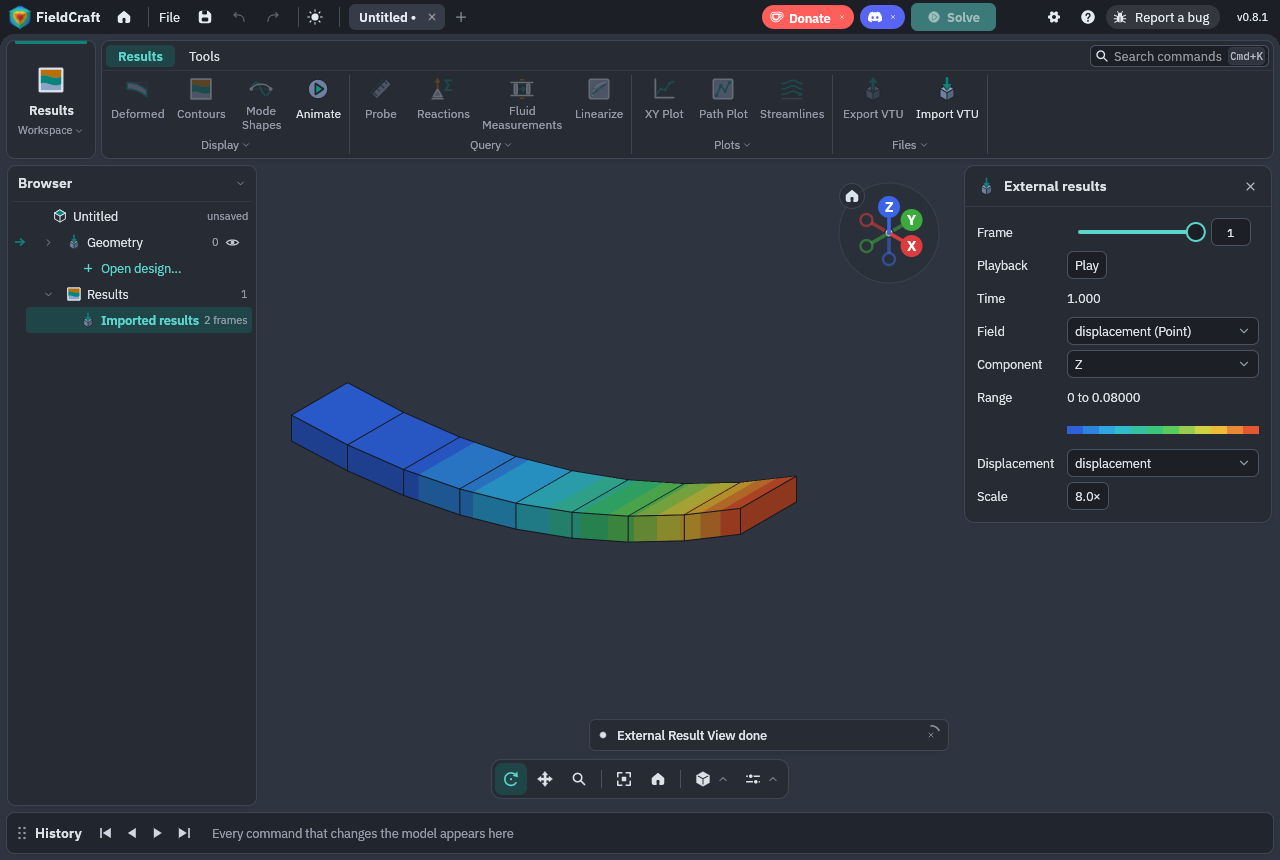 FieldCraft
File
Untitled •
Donate
Solve
Report a bug
v0.8.1
Results
Workspace
Results
Tools
Search commands
Cmd+K
Deformed
Contours
Mode
Shapes
Animate
Display
Probe
Reactions
Fluid
Measurements
Linearize
Query
XY Plot
Path Plot
Streamlines
Plots
Export VTU
Import VTU
Files
Browser
Untitled
unsaved
Geometry
0
+ Open design...
Results
1
Imported results
2 frames
Z
Y
X
External results
Frame
1
Playback
Play
Time
1.000
Field
displacement (Point)
Component
Z
Range
0 to 0.08000
Displacement
displacement
Scale
8.0×
External Result View done
History
Every command that changes the model appears here